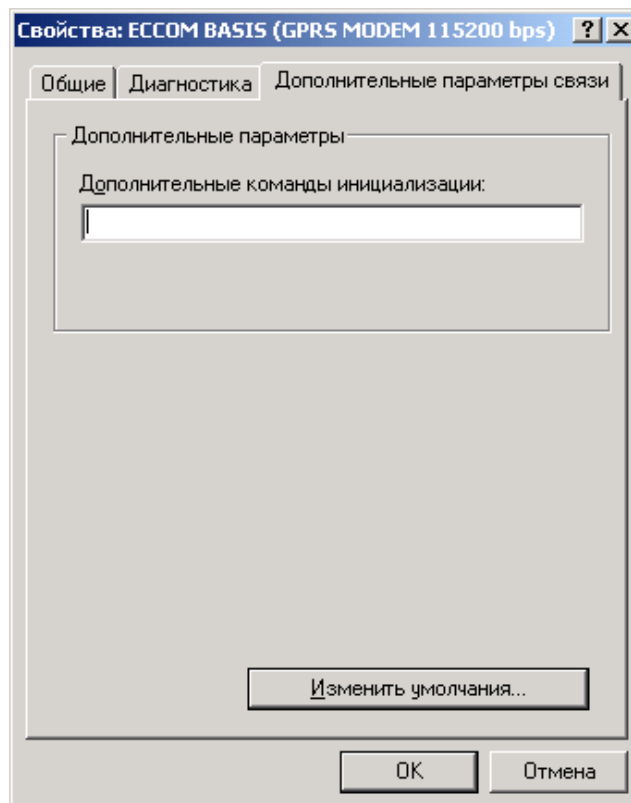 Свойства: ECCOM BASIS (GPRS MODEM 115200 bps) ? X
Общие Диагностика Дополнительные параметры связи
Дополнительные параметры
Дополнительные команды инициализации:
Изменить умолчания...
OK Отмена